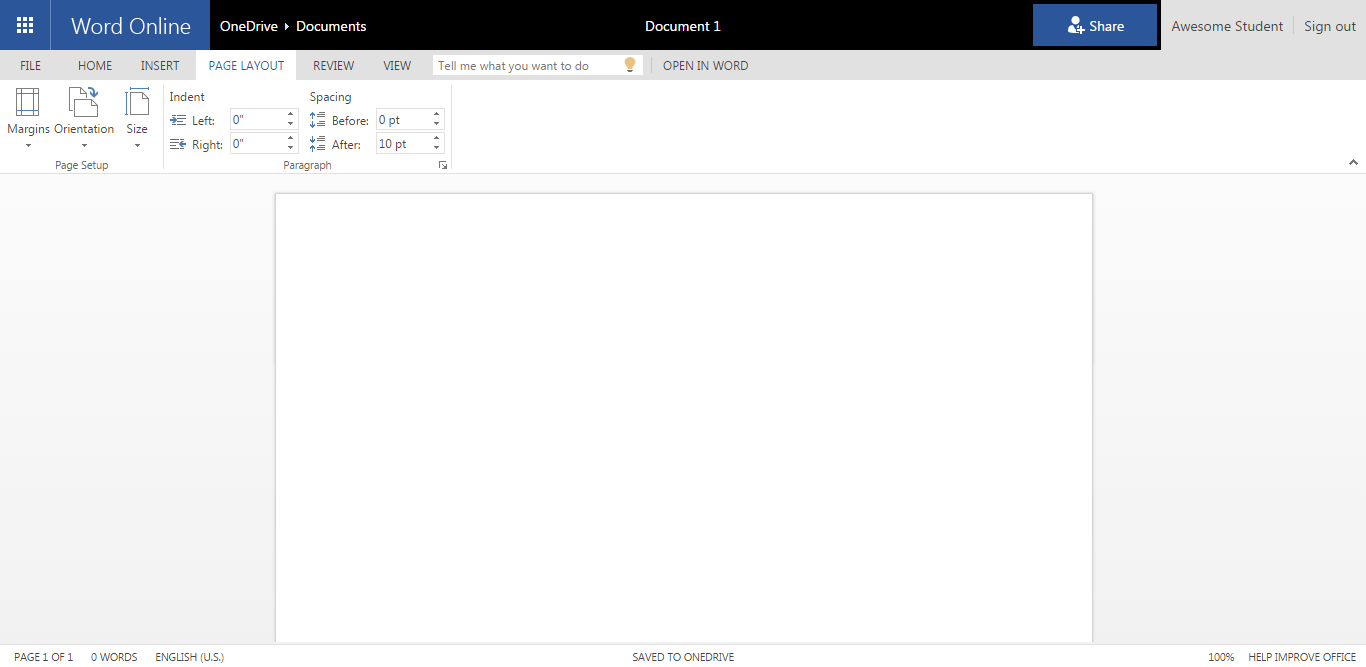 Word Online OneDrive Documents Document 1 Share Awesome Student Sign out
FILE HOME INSERT PAGE LAYOUT REVIEW VIEW Tell me what you want to do OPEN IN WORD
Margins Orientation Size
Page Setup
Indent Spacing
Left: 0" Before: 0 pt
Right: 0" After: 10 pt
Paragraph
PAGE 1 OF 1 0 WORDS ENGLISH (U.S.) SAVED TO ONEDRIVE 100% HELP IMPROVE OFFICE